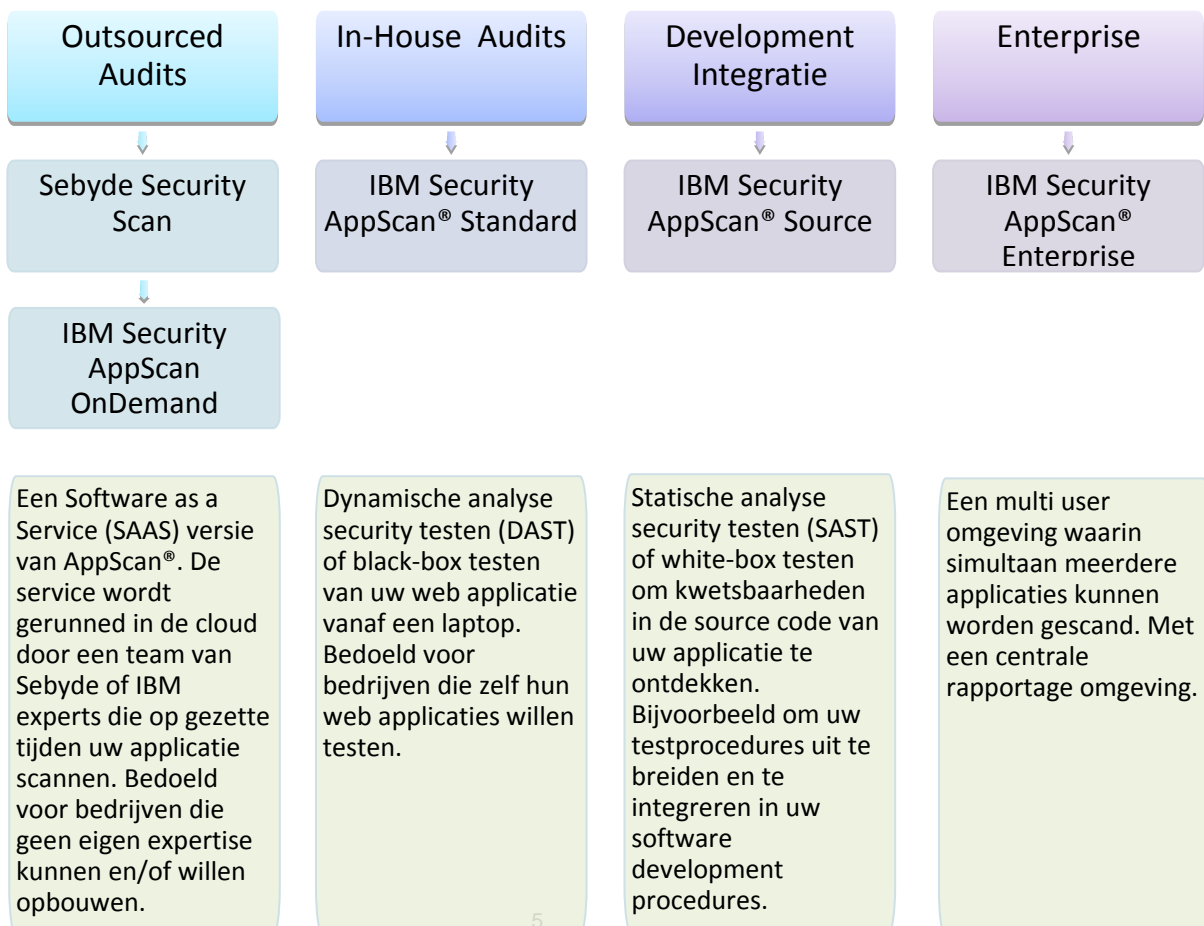 Outsourced
Audits
In-House  Audits
Development
Integratie
Enterprise
Sebyde Security
Scan
IBM Security
AppScan® Standard
IBM Security
AppScan® Source
IBM Security
AppScan®
Enterprise
IBM Security
AppScan
OnDemand
Een Software as a
Service (SAAS) versie
van AppScan®. De
service wordt
gerunned in de cloud
door een team van
Sebyde of IBM
experts die op gezette
tijden uw applicatie
scannen. Bedoeld
voor bedrijven die
geen eigen expertise
kunnen en/of willen
opbouwen.
Dynamische analyse
security testen (DAST)
of black-box testen
van uw web applicatie
vanaf een laptop.
Bedoeld voor
bedrijven die zelf hun
web applicaties willen
testen.
Statische analyse
security testen (SAST)
of white-box testen
om kwetsbaarheden
in de source code van
uw applicatie te
ontdekken.
Bijvoorbeeld om uw
testprocedures uit te
breiden en te
integreren in uw
software
development
procedures.
Een multi user
omgeving waarin
simultaan meerdere
applicaties kunnen
worden gescand. Met
een centrale
rapportage omgeving.
5